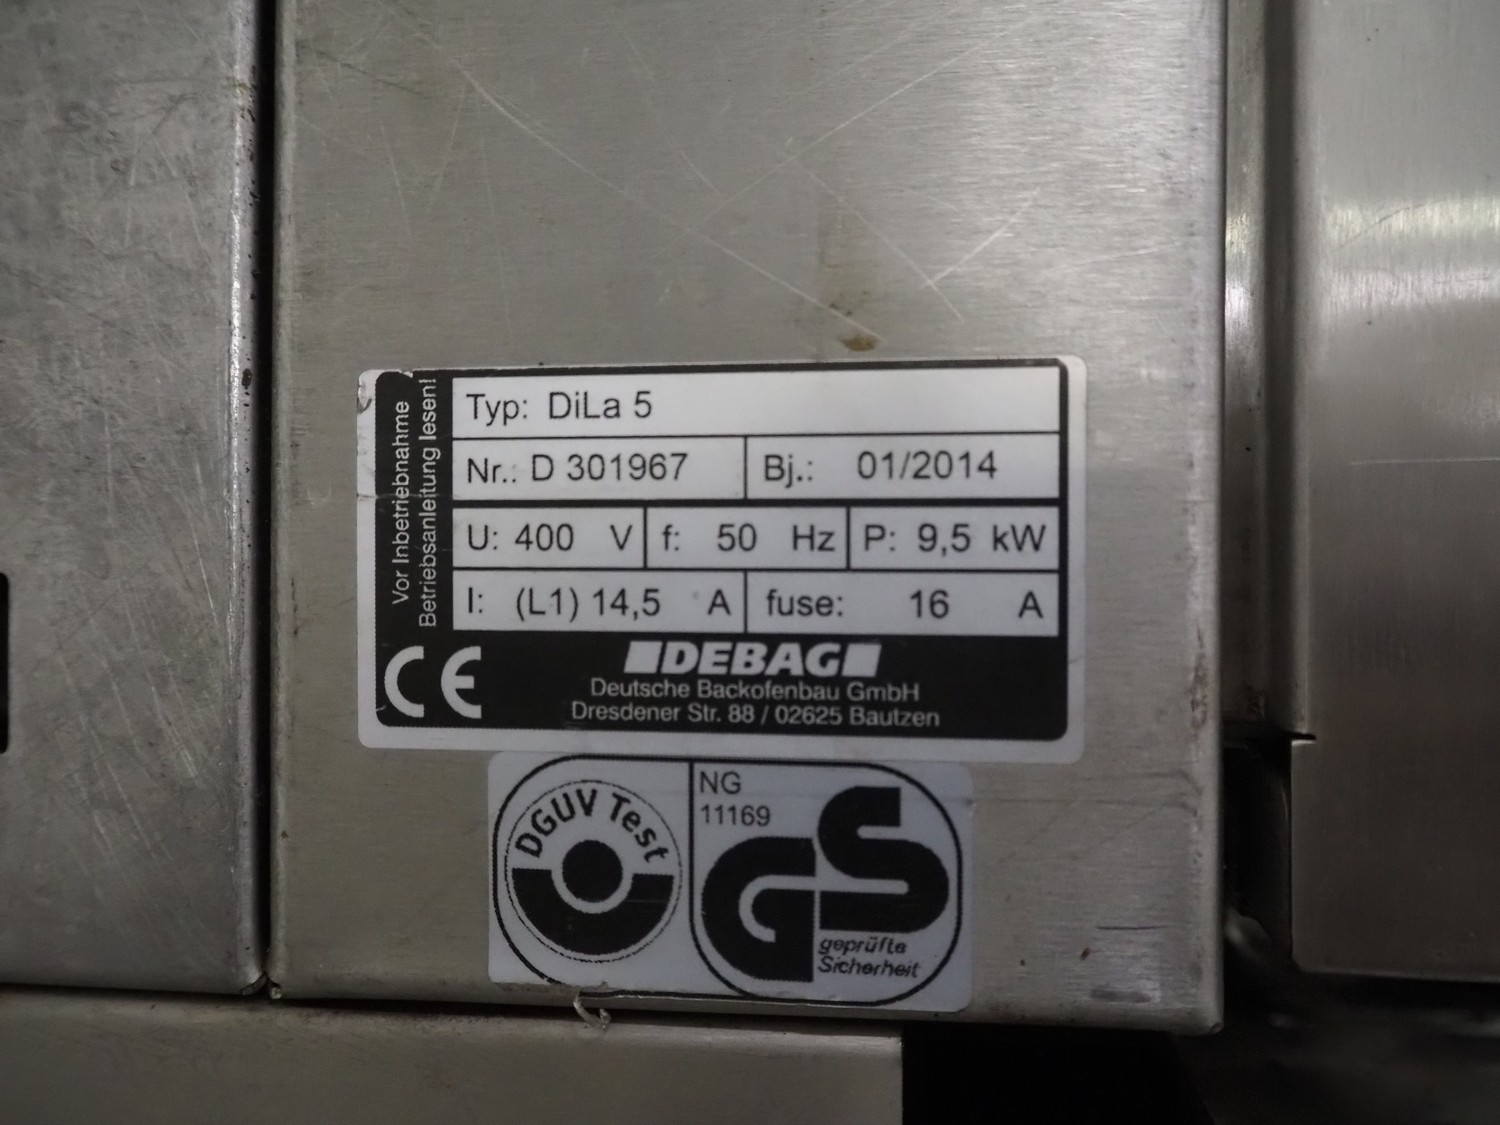 Vor Inbetriebnahme
Betriebsanleitung lesen!
Typ: DiLa 5
Nr.: D 301967 Bj.: 01/2014
U: 400 V f: 50 Hz P: 9,5 kW
I: (L1) 14,5 A fuse: 16 A
CE DEBAG
Deutsche Backofenbau GmbH
Dresdener Str. 88 / 02625 Bautzen
DGUV Test
NG
11169
GS
geprüfte
Sicherheit